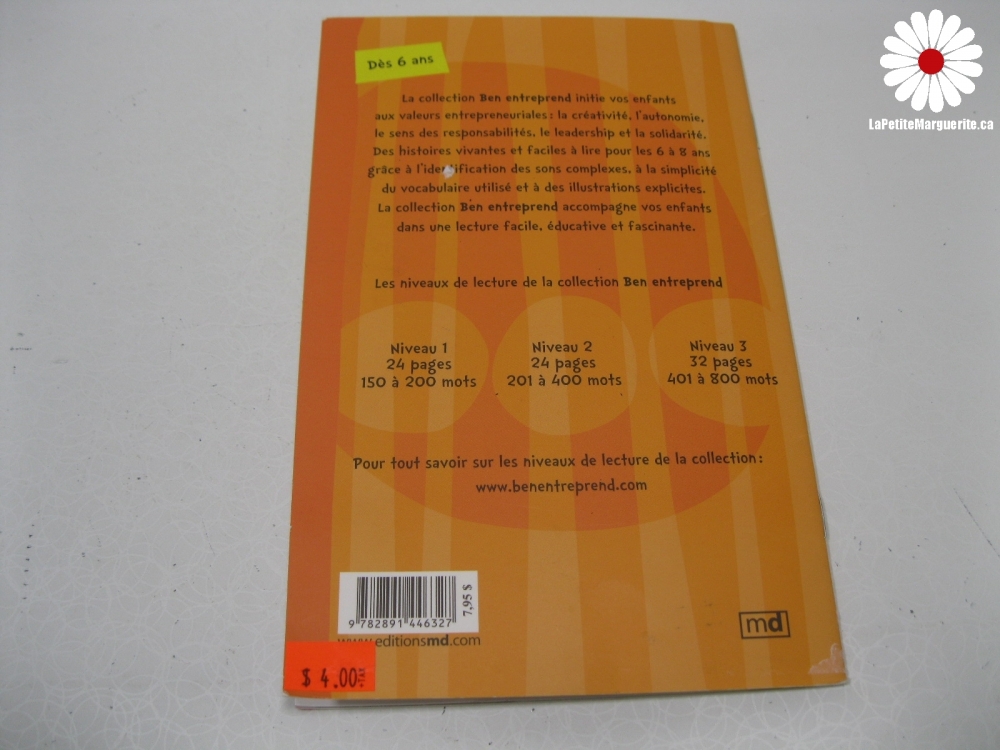 LaPetiteMarguerite.ca
Dès 6 ans
La collection Ben entreprend initie vos enfants
aux valeurs entrepreneuriales : la créativité, l'autonomie,
le sens des responsabilités, le leadership et la solidarité.
Des histoires vivantes et faciles à lire pour les 6 à 8 ans
grâce à l'identification des sons complexes, à la simplicité
du vocabulaire utilisé et à des illustrations explicites.
La collection Ben entreprend accompagne vos enfants
dans une lecture facile, éducative et fascinante.
Les niveaux de lecture de la collection Ben entreprend
Niveau 1
24 pages
150 à 200 mots
Niveau 2
24 pages
201 à 400 mots
Niveau 3
32 pages
401 à 800 mots
Pour tout savoir sur les niveaux de lecture de la collection :
www.benentreprend.com
7,95 $
9 782891 446327
www.editionsmd.com
md
$ 4.00